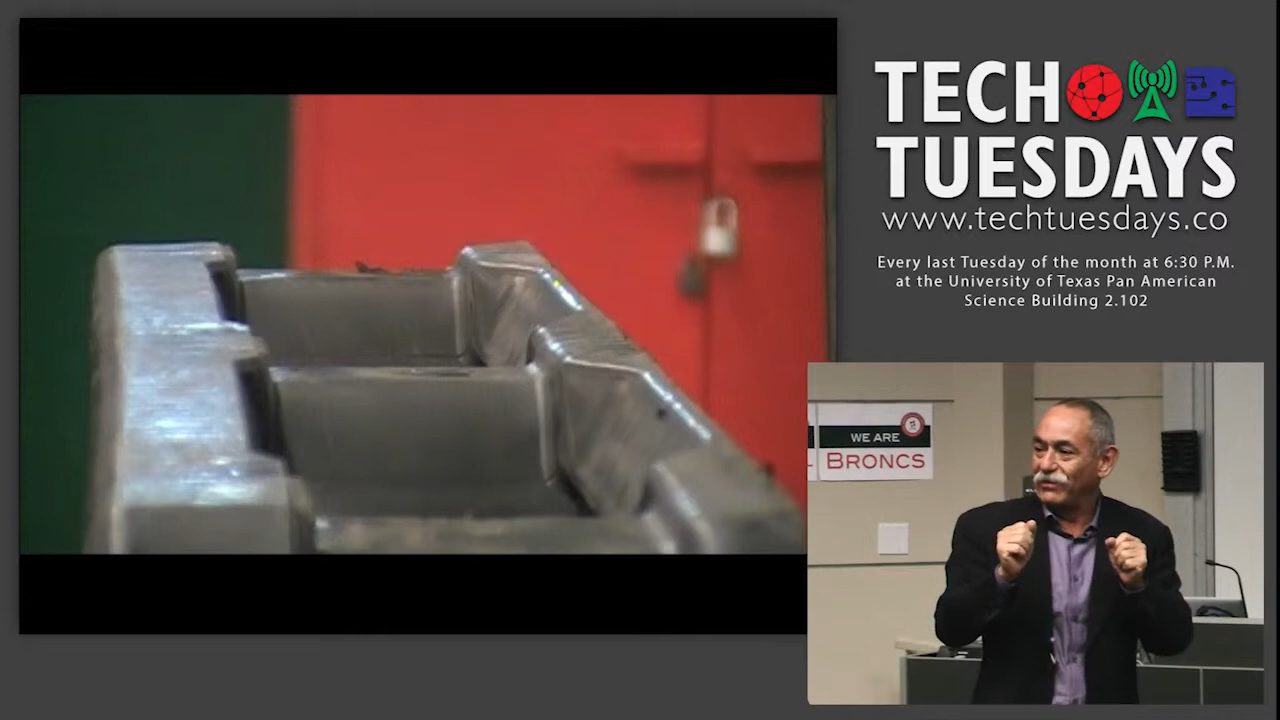 TECH
TUESDAYS
www.techtuesdays.co
Every last Tuesday of the month at 6:30 P.M.
at the University of Texas Pan American
Science Building 2.102
WE ARE
BRONCS